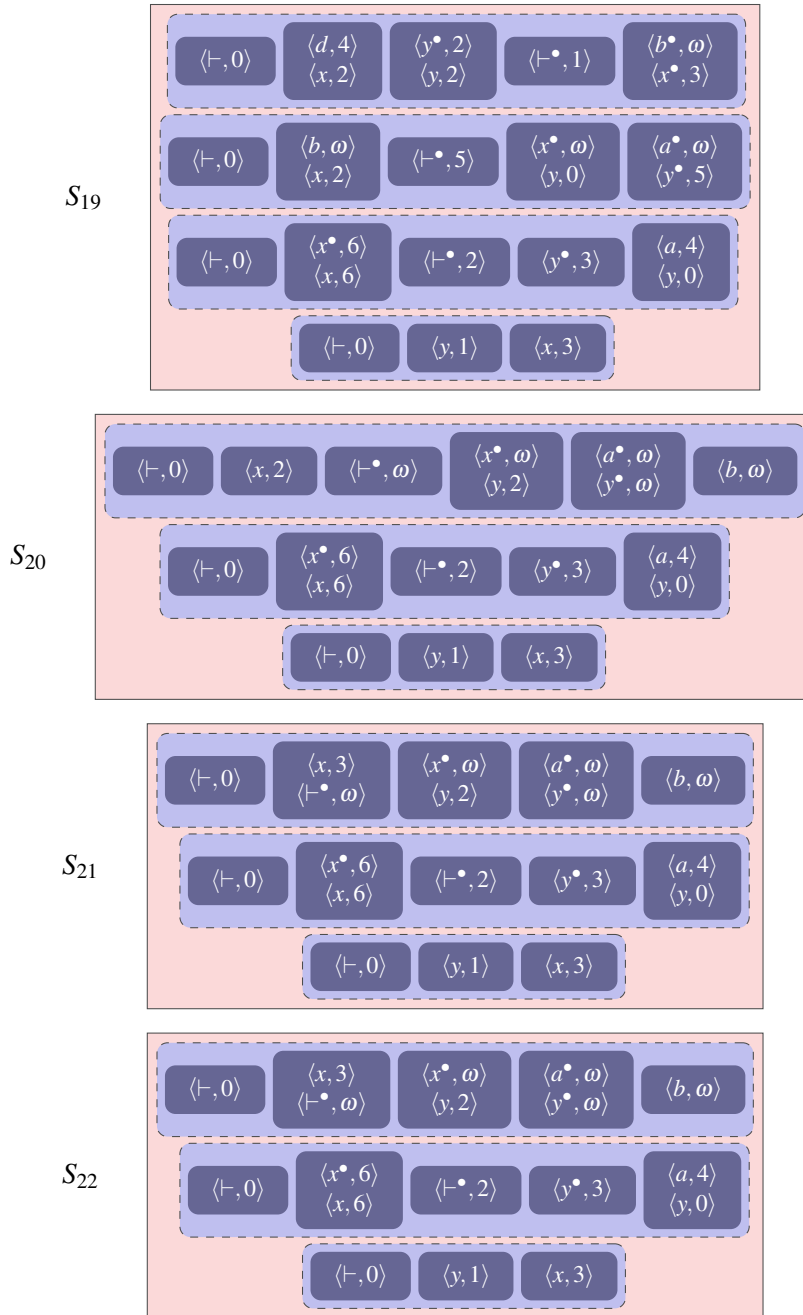 S₁₉
⟨⊢, 0⟩ ⟨d, 4⟩ ⟨x, 2⟩ ⟨y•, 2⟩ ⟨y, 2⟩ ⟨⊢•, 1⟩ ⟨b•, ω⟩ ⟨x•, 3⟩
⟨⊢, 0⟩ ⟨b, ω⟩ ⟨x, 2⟩ ⟨⊢•, 5⟩ ⟨x•, ω⟩ ⟨y, 0⟩ ⟨a•, ω⟩ ⟨y•, 5⟩
⟨⊢, 0⟩ ⟨x•, 6⟩ ⟨x, 6⟩ ⟨⊢•, 2⟩ ⟨y•, 3⟩ ⟨a, 4⟩ ⟨y, 0⟩
⟨⊢, 0⟩ ⟨y, 1⟩ ⟨x, 3⟩
S₂₀
⟨⊢, 0⟩ ⟨x, 2⟩ ⟨⊢•, ω⟩ ⟨x•, ω⟩ ⟨y, 2⟩ ⟨a•, ω⟩ ⟨y•, ω⟩ ⟨b, ω⟩
⟨⊢, 0⟩ ⟨x•, 6⟩ ⟨x, 6⟩ ⟨⊢•, 2⟩ ⟨y•, 3⟩ ⟨a, 4⟩ ⟨y, 0⟩
⟨⊢, 0⟩ ⟨y, 1⟩ ⟨x, 3⟩
S₂₁
⟨⊢, 0⟩ ⟨x, 3⟩ ⟨⊢•, ω⟩ ⟨x•, ω⟩ ⟨y, 2⟩ ⟨a•, ω⟩ ⟨y•, ω⟩ ⟨b, ω⟩
⟨⊢, 0⟩ ⟨x•, 6⟩ ⟨x, 6⟩ ⟨⊢•, 2⟩ ⟨y•, 3⟩ ⟨a, 4⟩ ⟨y, 0⟩
⟨⊢, 0⟩ ⟨y, 1⟩ ⟨x, 3⟩
S₂₂
⟨⊢, 0⟩ ⟨x, 3⟩ ⟨⊢•, ω⟩ ⟨x•, ω⟩ ⟨y, 2⟩ ⟨a•, ω⟩ ⟨y•, ω⟩ ⟨b, ω⟩
⟨⊢, 0⟩ ⟨x•, 6⟩ ⟨x, 6⟩ ⟨⊢•, 2⟩ ⟨y•, 3⟩ ⟨a, 4⟩ ⟨y, 0⟩
⟨⊢, 0⟩ ⟨y, 1⟩ ⟨x, 3⟩